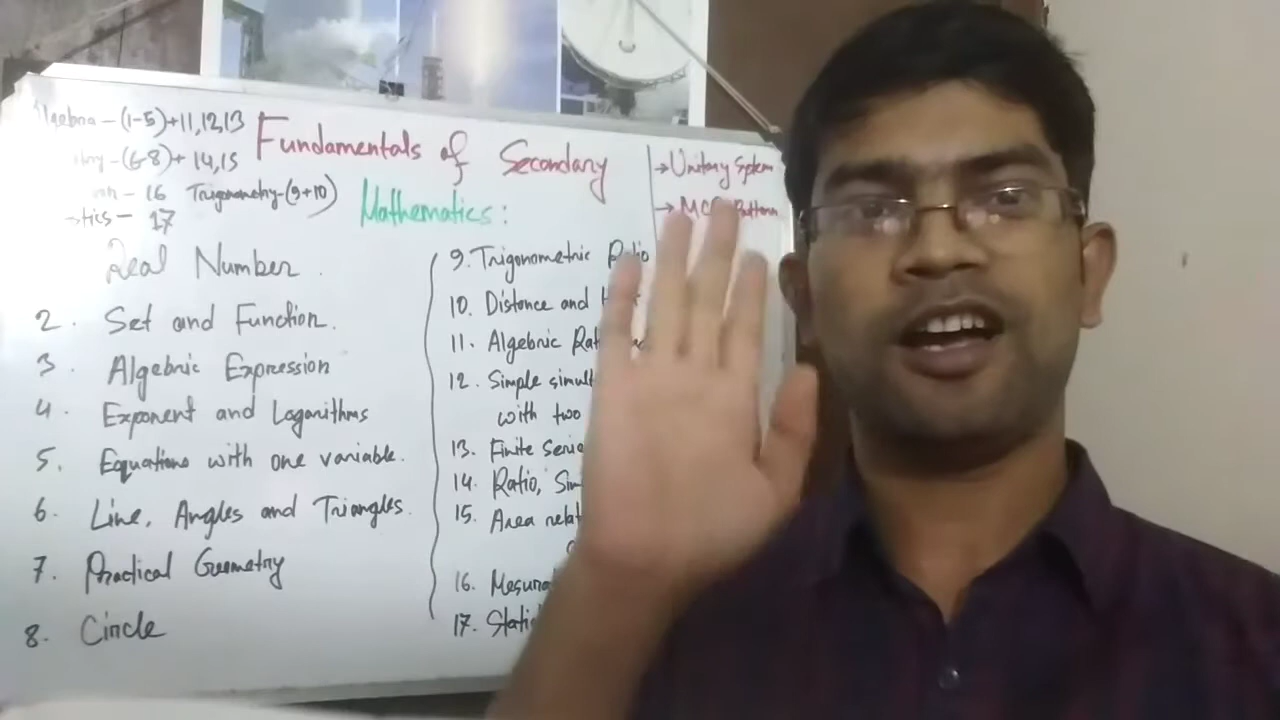 lgebra - (1-5)+11,12,13
- (6-8) + 14,15
- 16 Trigonometry - (9+10)
tics - 17
Fundamentals of Secondary
Mathematics:
→ Unitary System
→ Pattern
Real Number
2. Set and Function.
3. Algebric Expression
4. Exponent and Logarithms
5. Equations with one variable.
6. Line, Angles and Triangles.
7. Practical Geometry
8. Circle
9. Trigonometric Ratio
10. Distance and
11. Algebric
12. Simple
with two
13. Finite
14. Ratio,
15. Area
16.
17.